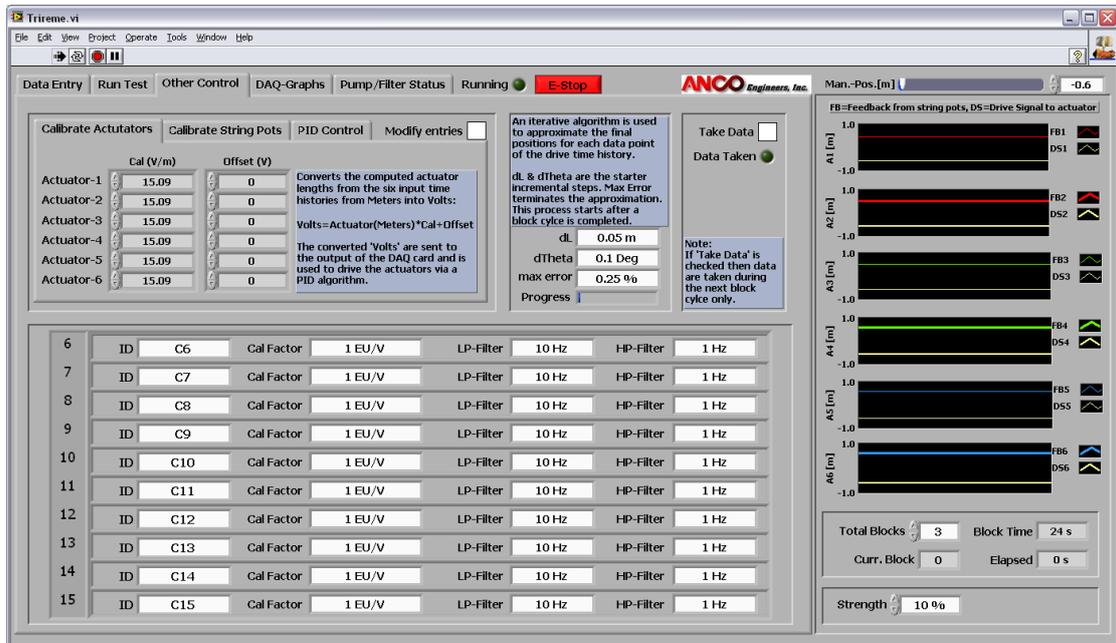 Trireme.vi
File Edit View Project Operate Tools Window Help
Data Entry Run Test Other Control DAQ-Graphs Pump/Filter Status Running E-Stop ANCO Engineers, Inc.
Man.-Pos.[m] -0.6
Calibrate Actutators Calibrate String Pots PID Control Modify entries
Cal (V/m) Offset (V)
Actuator-1 15.09 0
Actuator-2 15.09 0
Actuator-3 15.09 0
Actuator-4 15.09 0
Actuator-5 15.09 0
Actuator-6 15.09 0
Converts the computed actuator
lengths from the six input time
histories from Meters into Volts:
Volts=Actuator(Meters)*Cal+Offset
The converted 'Volts' are sent to
the output of the DAQ card and is
used to drive the actuators via a
PID algorithm.
An iterative algorithm is used
to approximate the final
positions for each data point
of the drive time history.
dL & dTheta are the starter
incremental steps. Max Error
terminates the approximation.
This process starts after a
block cylce is completed.
dL 0.05 m
dTheta 0.1 Deg
max error 0.25 %
Progress
Take Data
Data Taken
Note:
If 'Take Data' is
checked then data
are taken during
the next block
cylce only.
6 ID C6 Cal Factor 1 EU/V LP-Filter 10 Hz HP-Filter 1 Hz
7 ID C7 Cal Factor 1 EU/V LP-Filter 10 Hz HP-Filter 1 Hz
8 ID C8 Cal Factor 1 EU/V LP-Filter 10 Hz HP-Filter 1 Hz
9 ID C9 Cal Factor 1 EU/V LP-Filter 10 Hz HP-Filter 1 Hz
10 ID C10 Cal Factor 1 EU/V LP-Filter 10 Hz HP-Filter 1 Hz
11 ID C11 Cal Factor 1 EU/V LP-Filter 10 Hz HP-Filter 1 Hz
12 ID C12 Cal Factor 1 EU/V LP-Filter 10 Hz HP-Filter 1 Hz
13 ID C13 Cal Factor 1 EU/V LP-Filter 10 Hz HP-Filter 1 Hz
14 ID C14 Cal Factor 1 EU/V LP-Filter 10 Hz HP-Filter 1 Hz
15 ID C15 Cal Factor 1 EU/V LP-Filter 10 Hz HP-Filter 1 Hz
FB=Feedback from string pots, DS=Drive Signal to actuator
1.0
A1 [m]
-1.0
FB1
DS1
1.0
A2 [m]
-1.0
FB2
DS2
1.0
A3 [m]
-1.0
FB3
DS3
1.0
A4 [m]
-1.0
FB4
DS4
1.0
A5 [m]
-1.0
FB5
DS5
1.0
A6 [m]
-1.0
FB6
DS6
Total Blocks 3 Block Time 24 s
Curr. Block 0 Elapsed 0 s
Strength 10 %